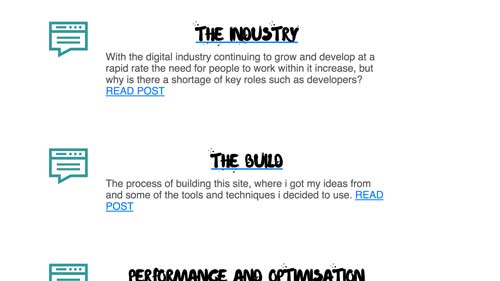 THE INDUSTRY
With the digital industry continuing to grow and develop at a
rapid rate the need for people to work within it increase, but
why is there a shortage of key roles such as developers?
READ POST
THE BUILD
The process of building this site, where i got my ideas from
and some of the tools and techniques i decided to use. READ
POST
PERFORMANCE AND OPTIMISATION